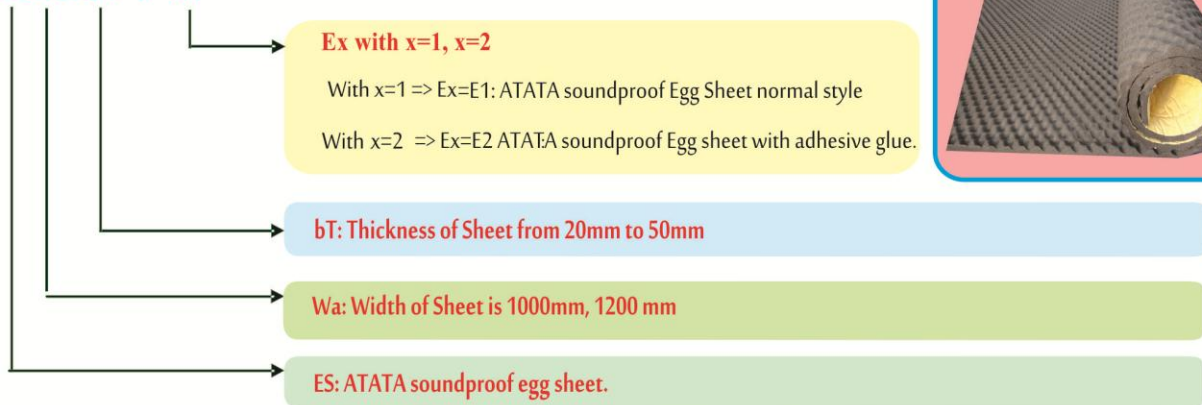 Ex with x=1, x=2
With x=1 => Ex=E1: ATATA soundproof Egg Sheet normal style
With x=2 => Ex=E2 ATAT:A soundproof Egg sheet with adhesive glue.
bT: Thickness of Sheet from 20mm to 50mm
Wa: Width of Sheet is 1000mm, 1200 mm
ES: ATATA soundproof egg sheet.